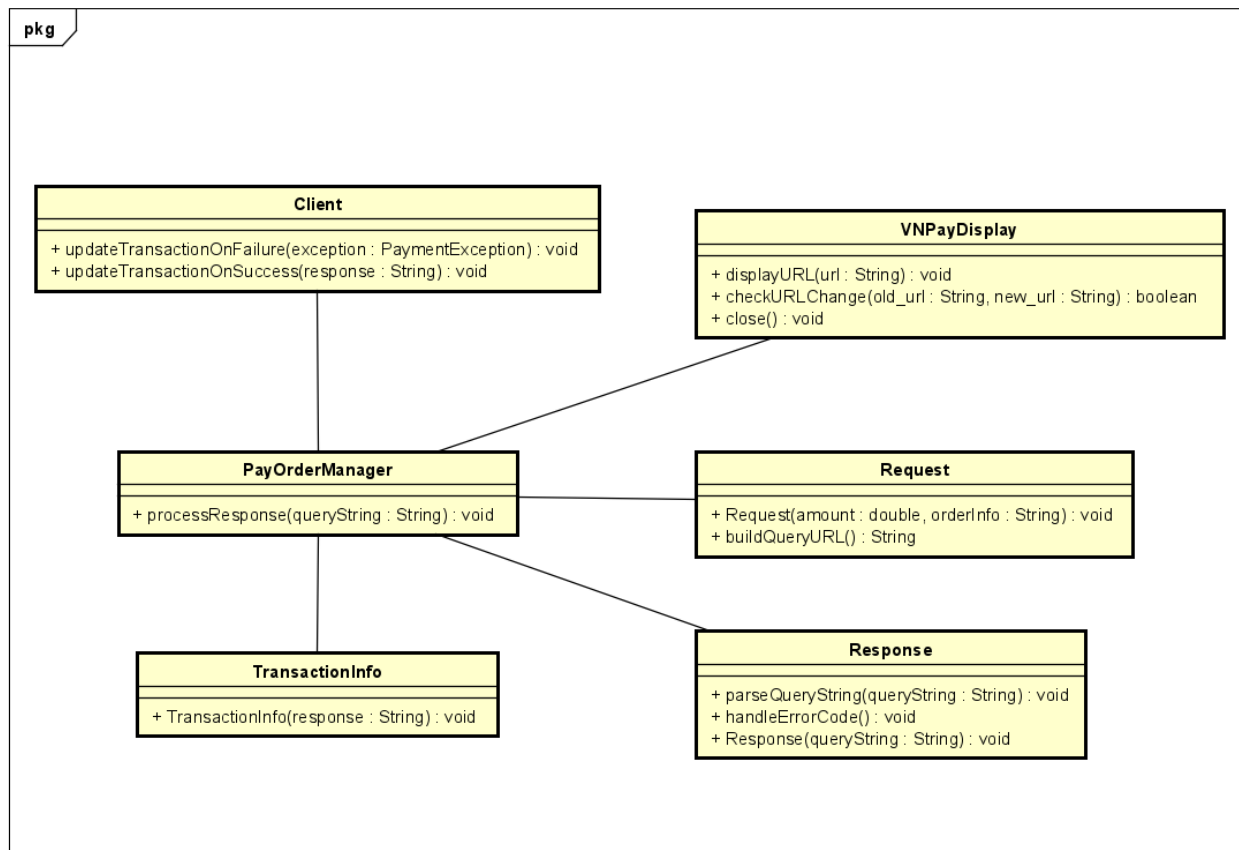 pkg
Client
+ updateTransactionOnFailure(exception : PaymentException) : void
+ updateTransactionOnSuccess(response : String) : void
VNPayDisplay
+ displayURL(url : String) : void
+ checkURLChange(old_url : String, new_url : String) : boolean
+ close() : void
PayOrderManager
+ processResponse(queryString : String) : void
Request
+ Request(amount : double, orderInfo : String) : void
+ buildQueryURL() : String
TransactionInfo
+ TransactionInfo(response : String) : void
Response
+ parseQueryString(queryString : String) : void
+ handleErrorCode() : void
+ Response(queryString : String) : void